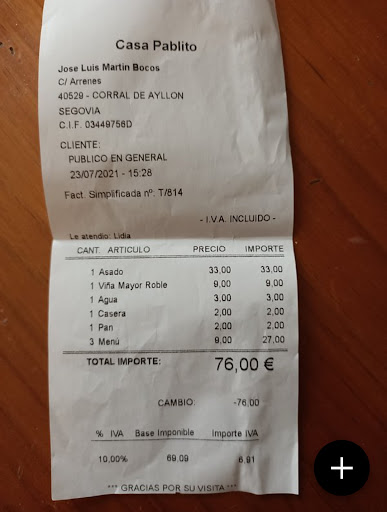 Casa Pablito
Jose Luis Martin Bocos
C/ Arrenes
40529 - CORRAL DE AYLLON
SEGOVIA
C.I.F. 03449756D
CLIENTE:
PUBLICO EN GENERAL
23/07/2021 - 15:28
Fact. Simplificada nº. T/814
- I.V.A. INCLUIDO -
Le atendio: Lidia
CANT. ARTICULO PRECIO IMPORTE
1 Asado 33,00 33,00
1 Viña Mayor Roble 9,00 9,00
1 Agua 3,00 3,00
1 Casera 2,00 2,00
1 Pan 2,00 2,00
3 Menú 9,00 27,00
TOTAL IMPORTE: 76,00 €
CAMBIO: -76,00
% IVA Base Imponible Importe IVA
10,00% 69,09 6,91
*** GRACIAS POR SU VISITA ***